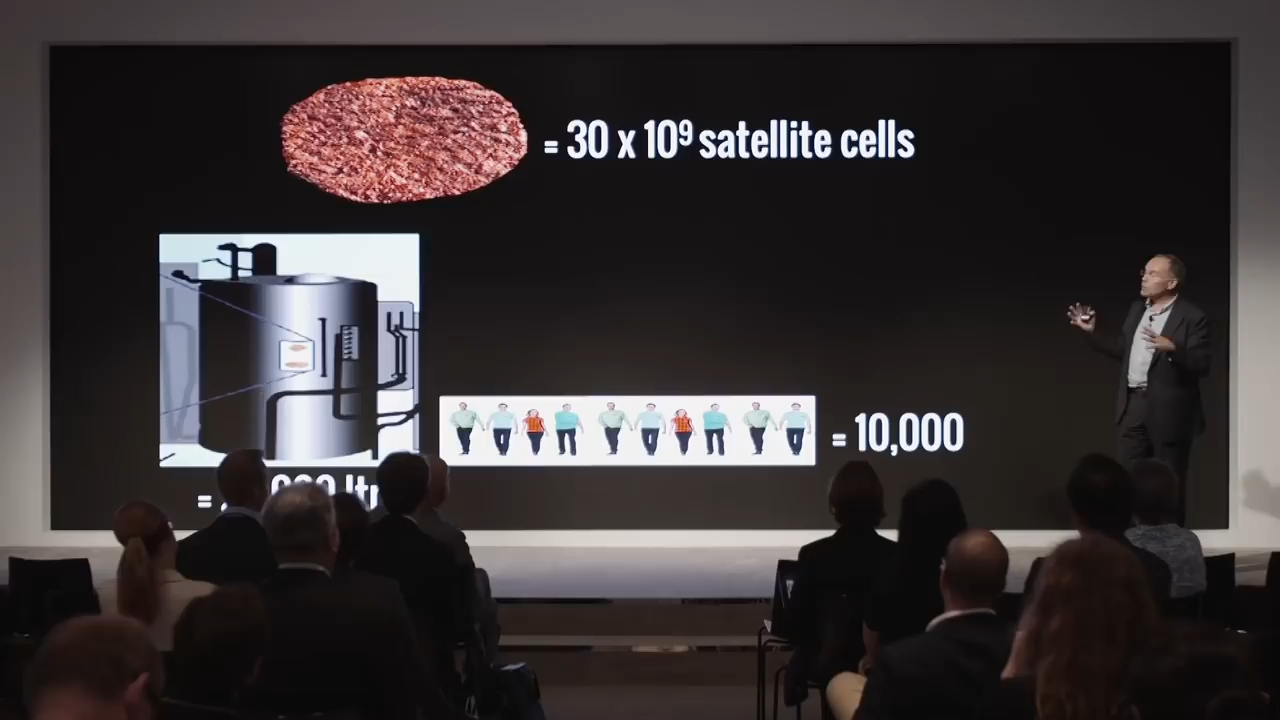 = 30 x 10⁹ satellite cells
= 10,000
=